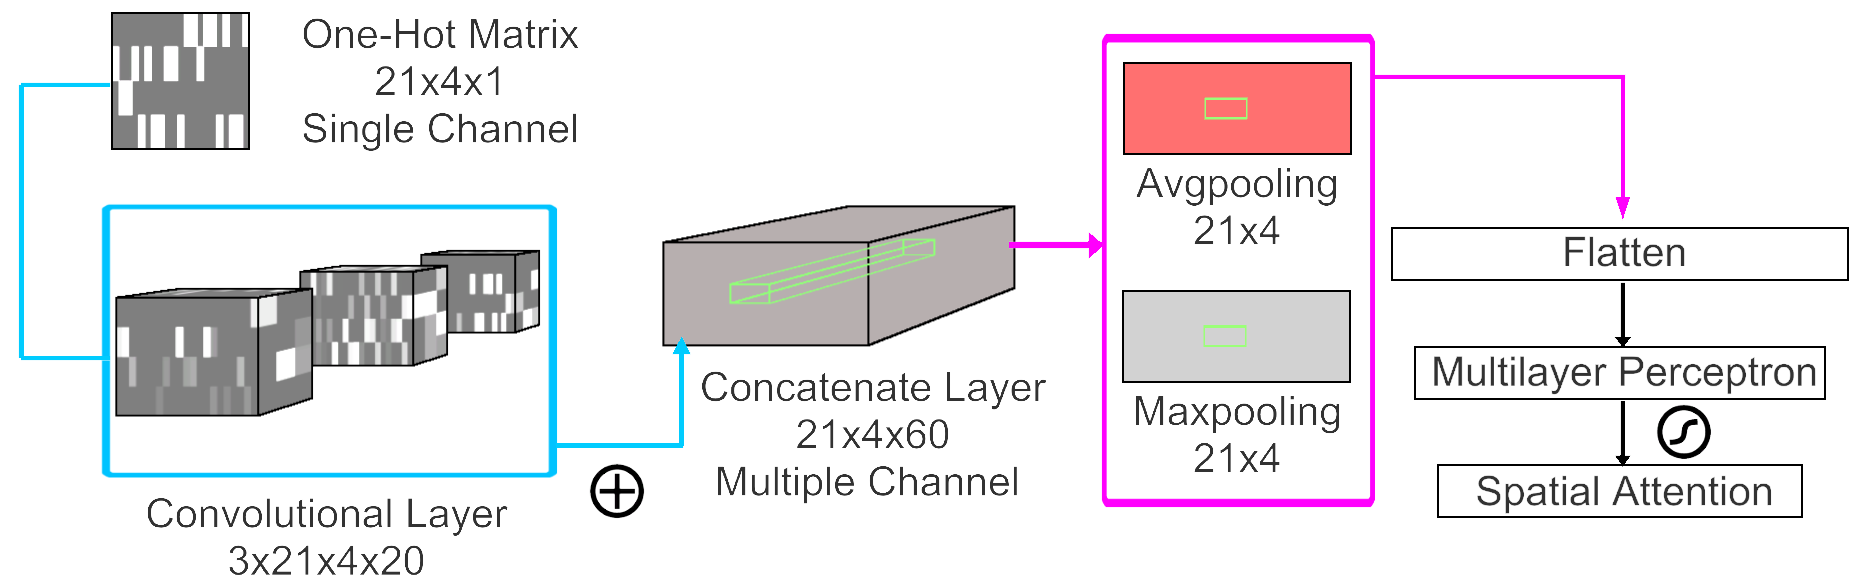 One-Hot Matrix
21x4x1
Single Channel
Convolutional Layer
3x21x4x20
Concatenate Layer
21x4x60
Multiple Channel
Avgpooling
21x4
Maxpooling
21x4
Flatten
Multilayer Perceptron
Spatial Attention